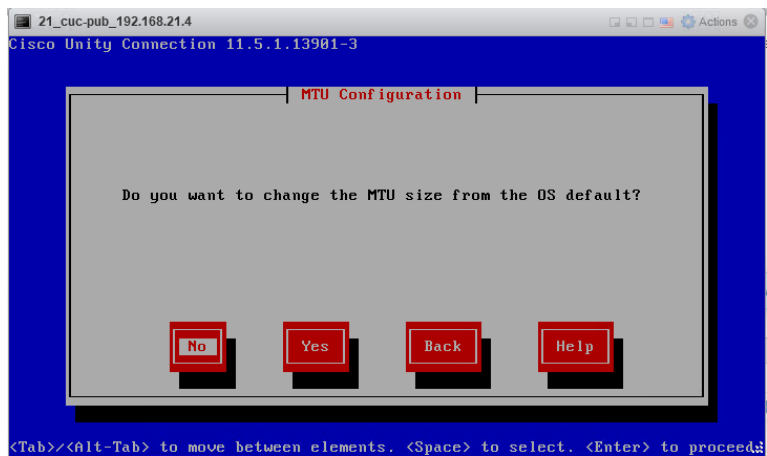 21_cuc-pub_192.168.21.4 Actions
Cisco Unity Connection 11.5.1.13901-3
MTU Configuration
Do you want to change the MTU size from the OS default?
No Yes Back Help
<Tab>/<Alt-Tab> to move between elements. <Space> to select. <Enter> to proceed